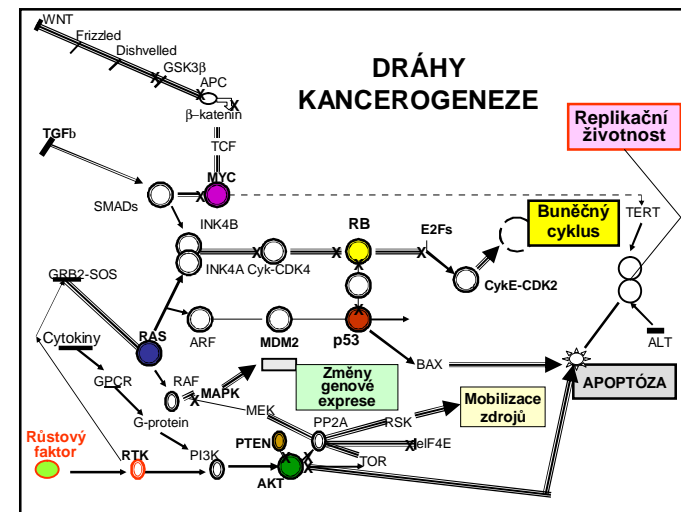 WNT
Frizzled
Dishvelled
GSK3β
APC
β-katenin
TCF
MYC
DRÁHY
KANCEROGENEZE
Replikační
životnost
TGFb
SMADs
INK4B
INK4A
Cyk-CDK4
RB
E2Fs
CykE-CDK2
Buněčný
cyklus
TERT
ALT
GRB2-SOS
RAS
ARF
MDM2
p53
BAX
APOPTÓZA
Cytokiny
GPCR
G-protein
RAF
MAPK
Změny
genové
exprese
Mobilizace
zdrojů
MEK
PP2A
RSK
eIF4E
TOR
PTEN
PI3K
AKT
Růstový
faktor
RTK
X
X
X
X
X
X
X
X
X
X
X
X
X